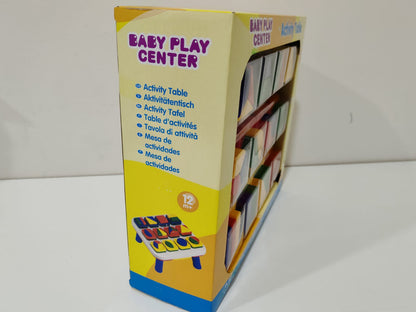 BABY PLAY
CENTER
Activity Table
Aktivitätentisch
Activity Tafel
Table d'activités
Tavola di attività
Mesa de
actividades
Mesa de
actividades
12
BABY PLAY
CENTER
Activity Table